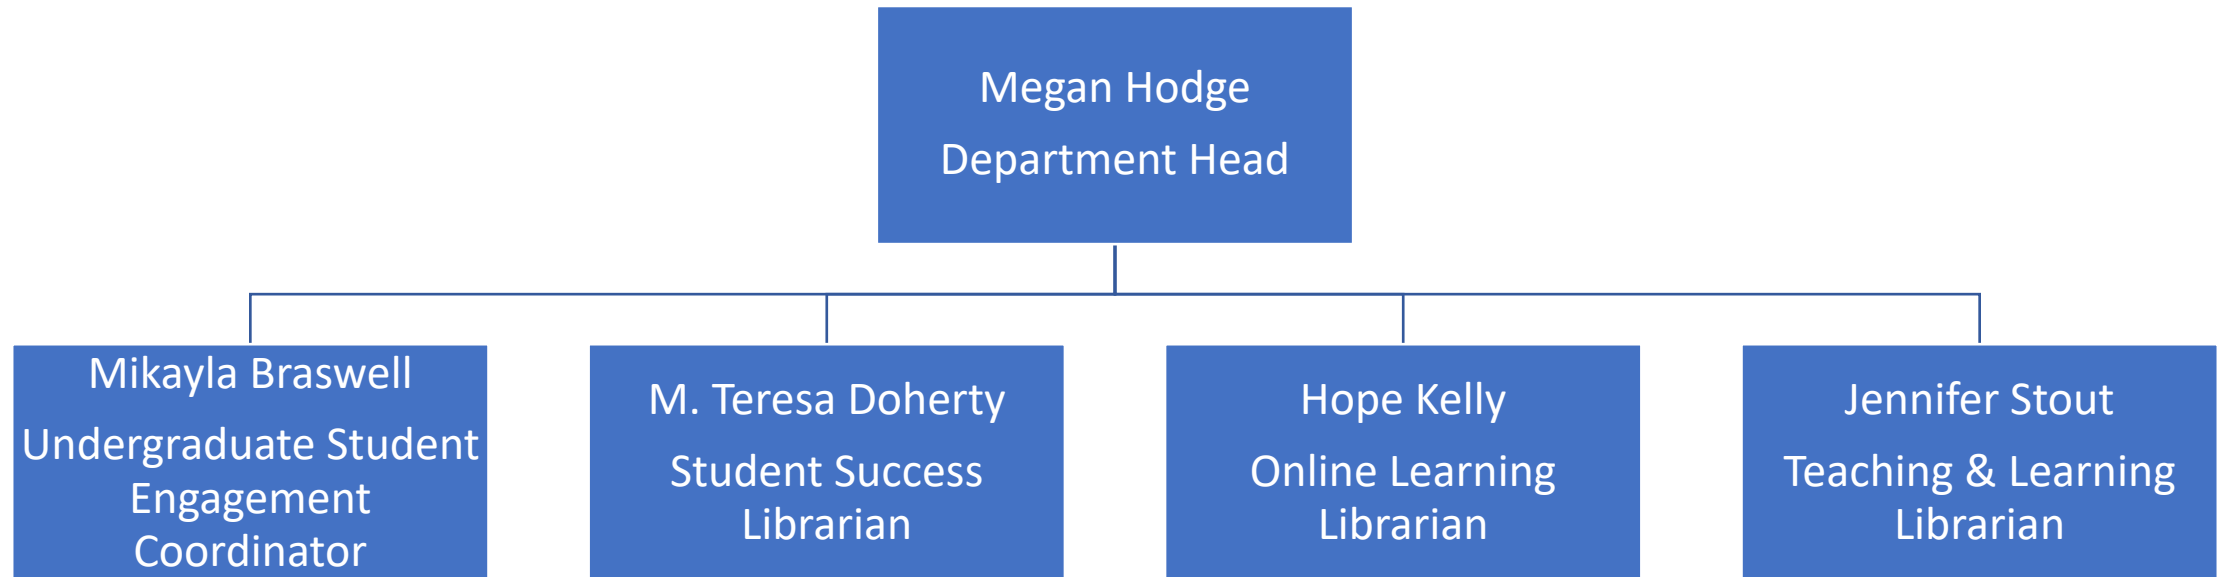 Megan Hodge
Department Head
Mikayla Braswell
Undergraduate Student
Engagement
Coordinator
M. Teresa Doherty
Student Success
Librarian
Hope Kelly
Online Learning
Librarian
Jennifer Stout
Teaching & Learning
Librarian